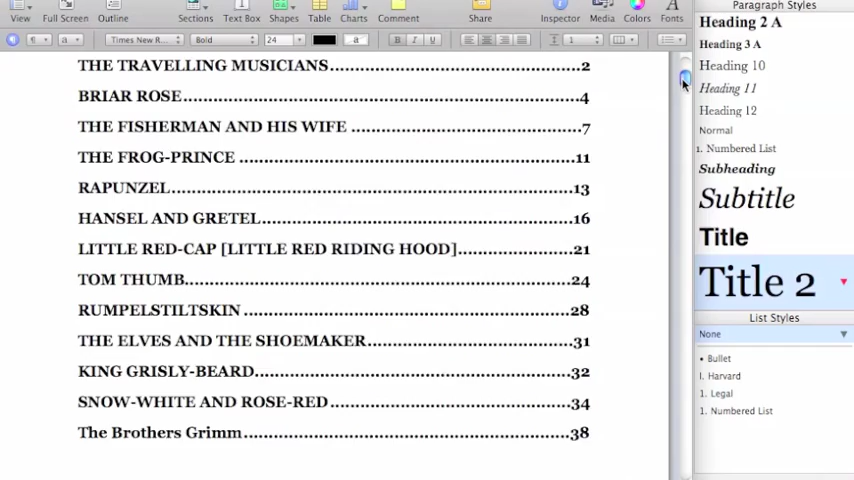 View Full Screen Outline Sections Text Box Shapes Table Charts Comment Share Inspector Media Colors Fonts
¶ a Times New R... Bold 24 a B I U 1
THE TRAVELLING MUSICIANS.....2
BRIAR ROSE.....4
THE FISHERMAN AND HIS WIFE .....7
THE FROG-PRINCE .....11
RAPUNZEL.....13
HANSEL AND GRETEL.....16
LITTLE RED-CAP [LITTLE RED RIDING HOOD].....21
TOM THUMB.....24
RUMPELSTILTSKIN .....28
THE ELVES AND THE SHOEMAKER.....31
KING GRISLY-BEARD.....32
SNOW-WHITE AND ROSE-RED.....34
The Brothers Grimm.....38
Paragraph Styles
Heading 2 A
Heading 3 A
Heading 10
Heading 11
Heading 12
Normal
1. Numbered List
Subheading
Subtitle
Title
Title 2
List Styles
None
• Bullet
I. Harvard
1. Legal
1. Numbered List